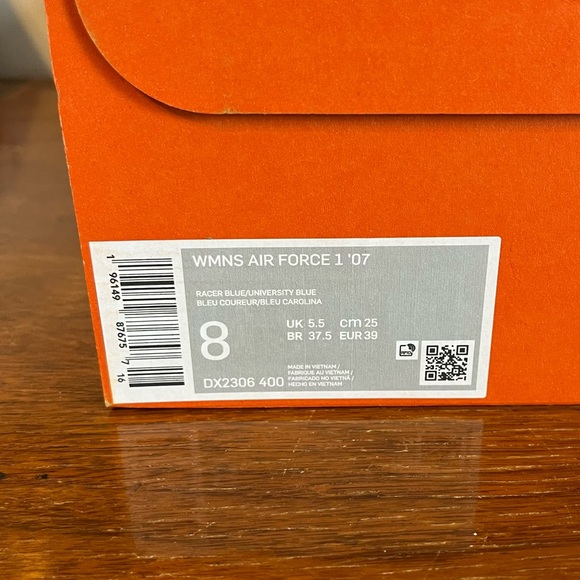 WMNS AIR FORCE 1 '07
RACER BLUE/UNIVERSITY BLUE
BLEU COUREUR/BLEU CAROLINA
8
UK 5.5 cm 25
BR 37.5 EUR 39
DX2306 400
MADE IN VIETNAM /
FABRIQUE AU VIETNAM /
FABRICADO NO VIETNÃ /
HECHO EN VIETNAM
1 96149 87675 7 16